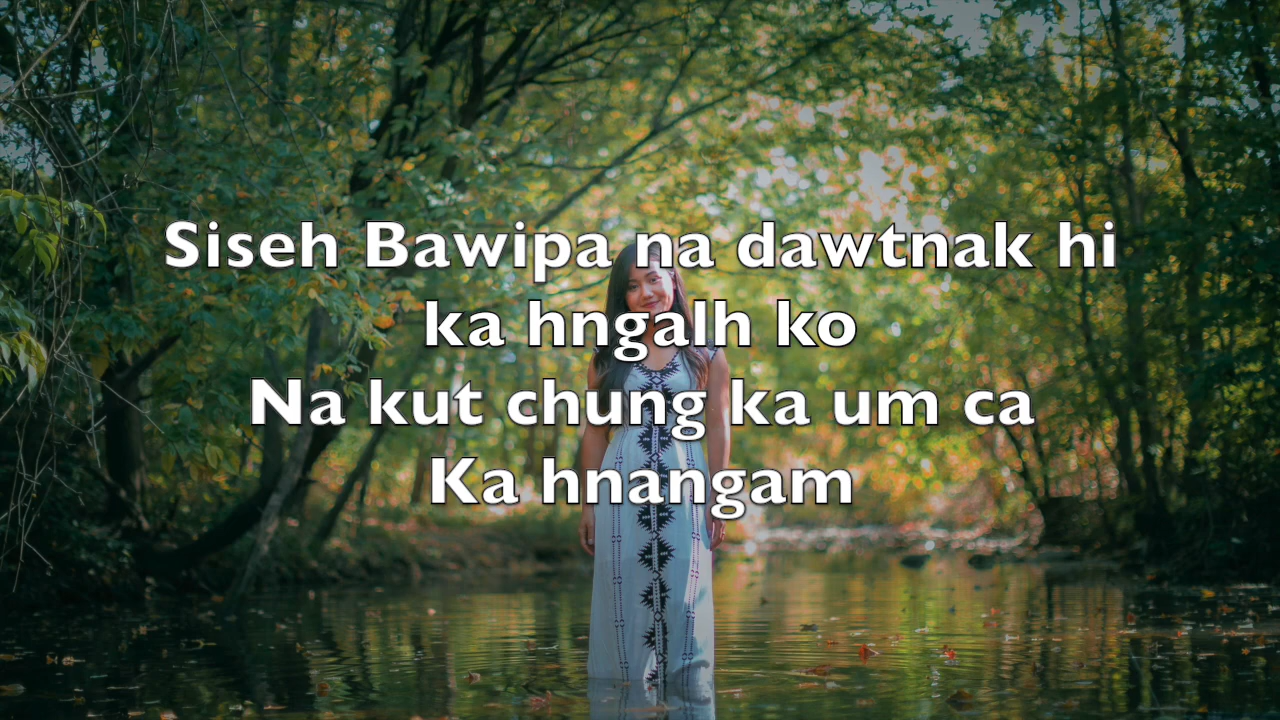 Siseh Bawipa na dawtnak hi
ka hngalh ko
Na kut chung ka um ca
Ka hnangam